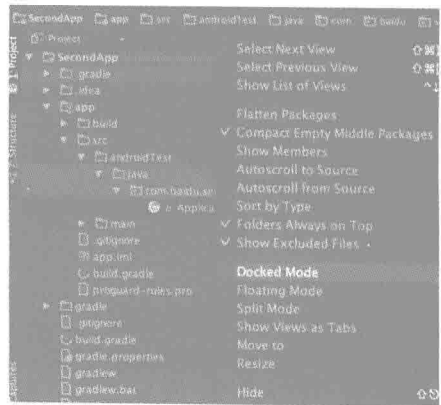 SecondApp app src androidTest java com baidu
Project
1: Project
SecondApp
.gradle
.idea
app
build
src
androidTest
java
com.baidu.se
Applica
main
.gitignore
app.iml
build.gradle
proguard-rules.pro
gradle
.gitignore
build.gradle
gradle.properties
gradlew
gradlew.bat
Structure
Captures
Select Next View
Select Previous View
Show List of Views
Flatten Packages
Compact Empty Middle Packages
Show Members
Autoscroll to Source
Autoscroll from Source
Sort by Type
Folders Always on Top
Show Excluded Files
Docked Mode
Floating Mode
Split Mode
Show Views as Tabs
Move to
Resize
Hide